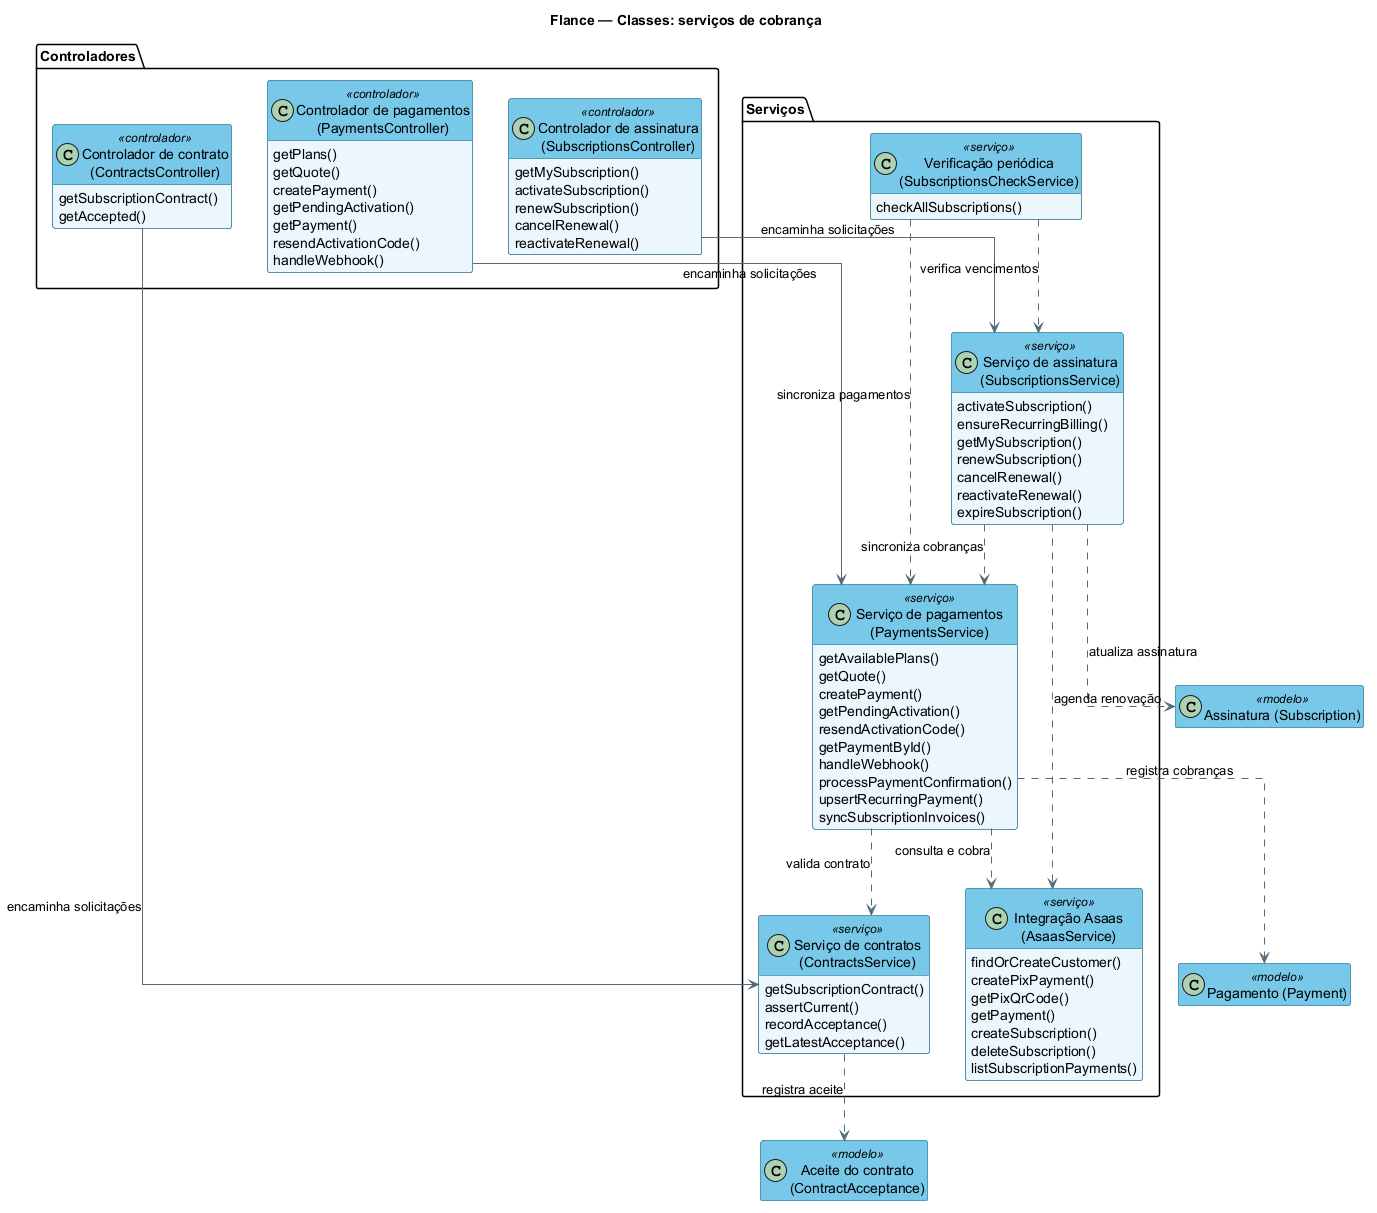 Flance — Classes: serviços de cobrança
Controladores
«controlador»
Controlador de contrato
(ContractsController)
getSubscriptionContract()
getAccepted()
«controlador»
Controlador de pagamentos
(PaymentsController)
getPlans()
getQuote()
createPayment()
getPendingActivation()
getPayment()
resendActivationCode()
handleWebhook()
«controlador»
Controlador de assinatura
(SubscriptionsController)
getMySubscription()
activateSubscription()
renewSubscription()
cancelRenewal()
reactivateRenewal()
Serviços
«serviço»
Verificação periódica
(SubscriptionsCheckService)
checkAllSubscriptions()
encaminha solicitações
encaminha solicitações
verifica vencimentos
«serviço»
Serviço de assinatura
(SubscriptionsService)
activateSubscription()
ensureRecurringBilling()
getMySubscription()
renewSubscription()
cancelRenewal()
reactivateRenewal()
expireSubscription()
sincroniza pagamentos
sincroniza cobranças
«serviço»
Serviço de pagamentos
(PaymentsService)
getAvailablePlans()
getQuote()
createPayment()
getPendingActivation()
resendActivationCode()
getPaymentById()
handleWebhook()
processPaymentConfirmation()
upsertRecurringPayment()
syncSubscriptionInvoices()
atualiza assinatura
agenda renovação
«modelo»
Assinatura (Subscription)
registra cobranças
valida contrato
consulta e cobra
encaminha solicitações
«serviço»
Serviço de contratos
(ContractsService)
getSubscriptionContract()
assertCurrent()
recordAcceptance()
getLatestAcceptance()
«serviço»
Integração Asaas
(AsaasService)
findOrCreateCustomer()
createPixPayment()
getPixQrCode()
getPayment()
createSubscription()
deleteSubscription()
listSubscriptionPayments()
«modelo»
Pagamento (Payment)
registra aceite
«modelo»
Aceite do contrato
(ContractAcceptance)
C
C
C
C
C
C
C
C
C
C
C